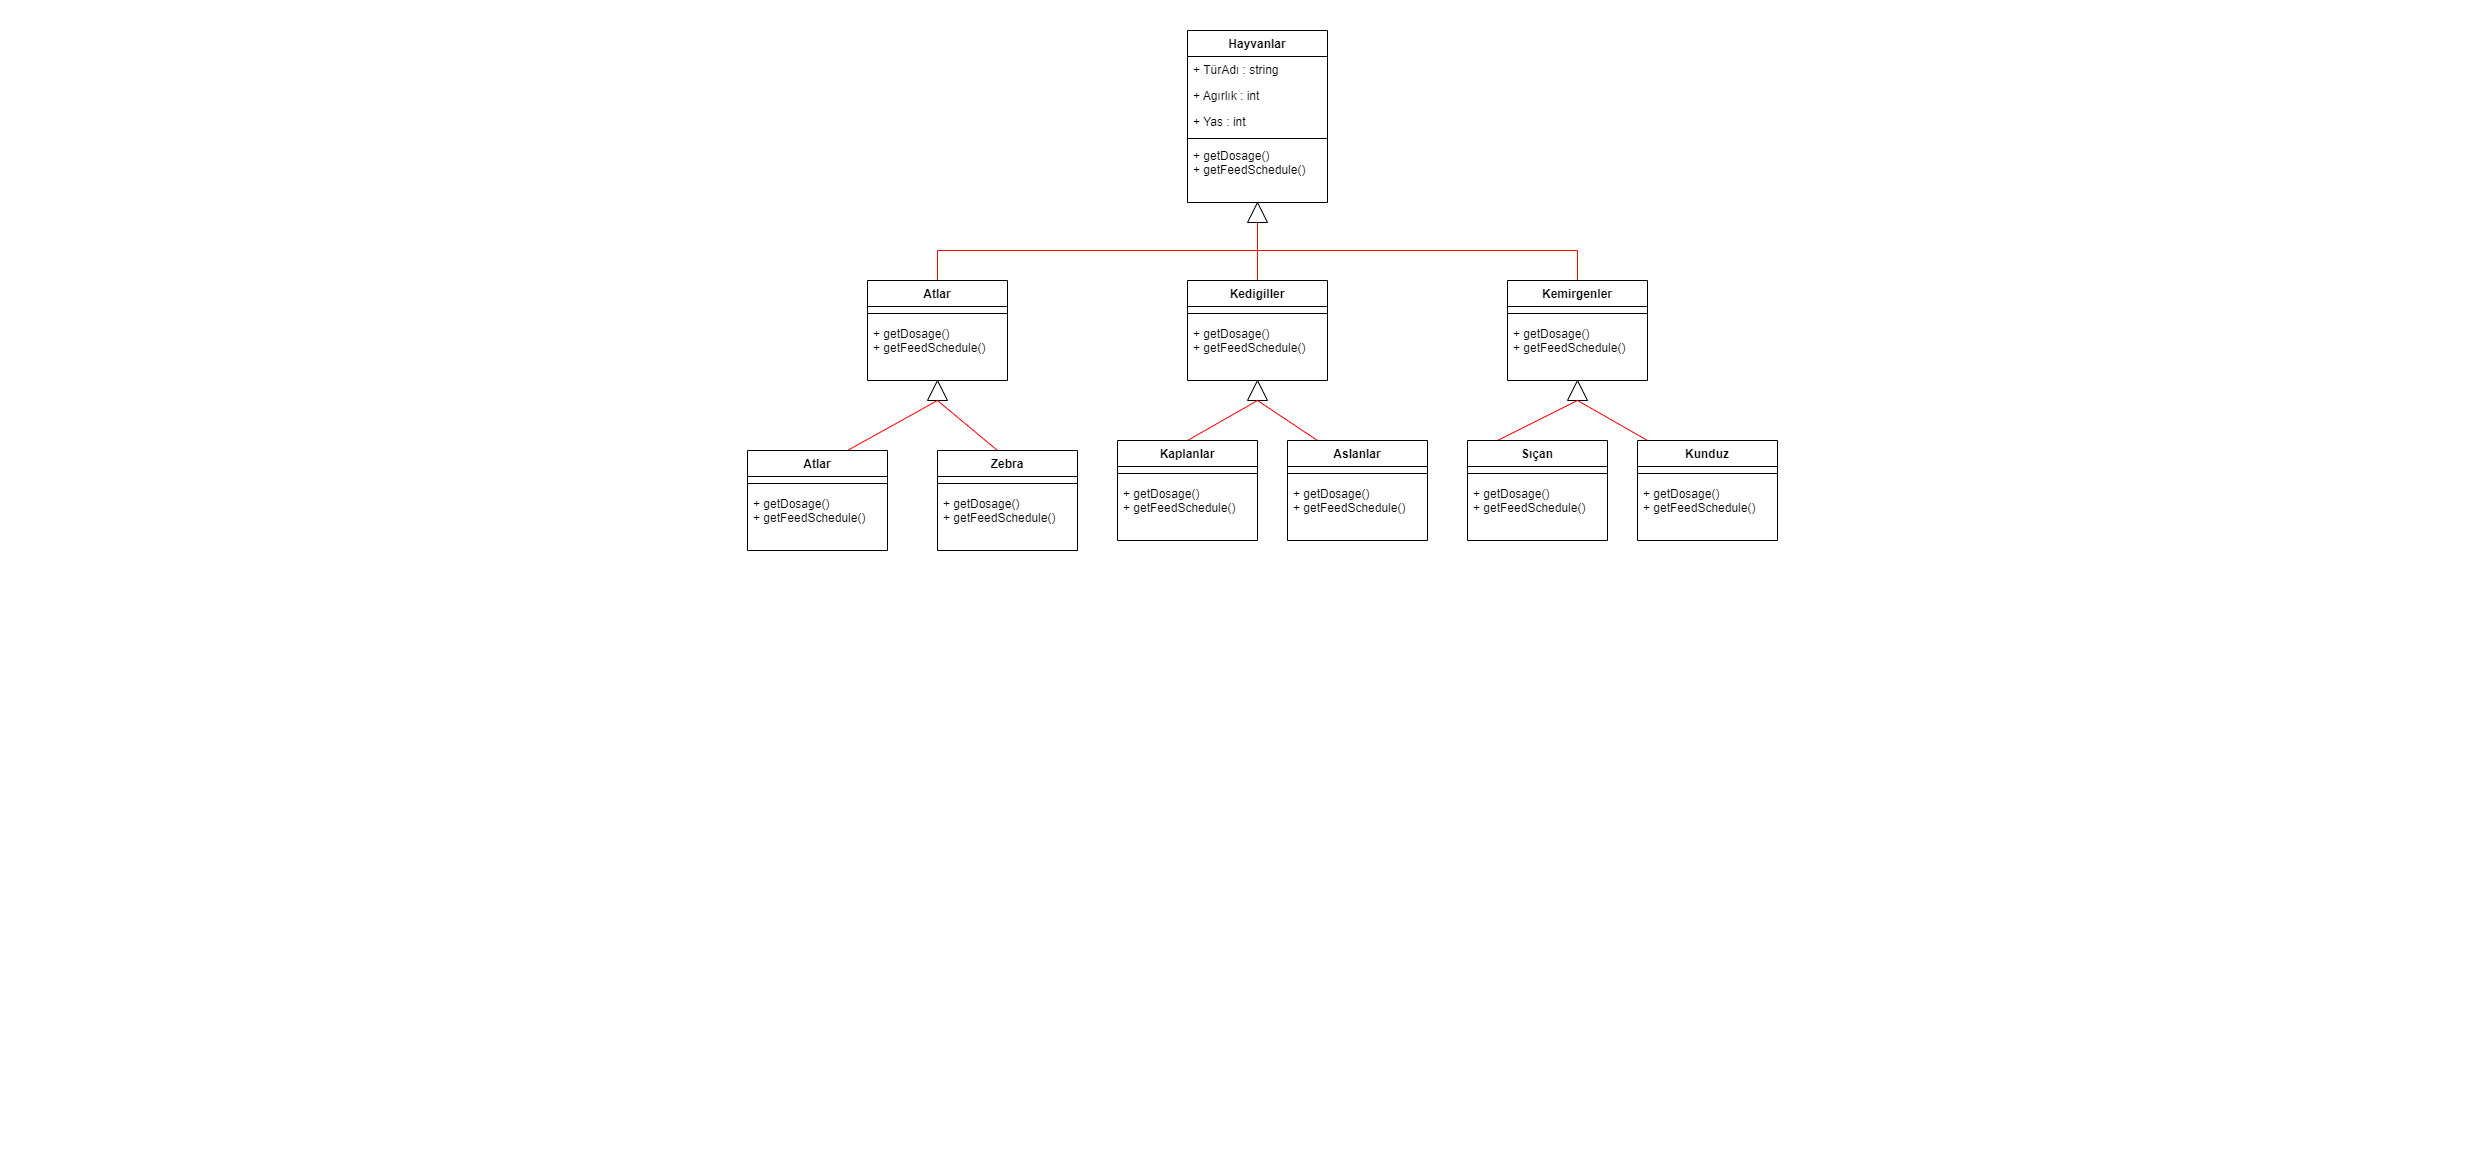 Hayvanlar
+ TürAdı : string
+ Agırlık : int
+ Yas : int
+ getDosage()
+ getFeedSchedule()
Atlar
+ getDosage()
+ getFeedSchedule()
Kedigiller
+ getDosage()
+ getFeedSchedule()
Kemirgenler
+ getDosage()
+ getFeedSchedule()
Atlar
+ getDosage()
+ getFeedSchedule()
Zebra
+ getDosage()
+ getFeedSchedule()
Kaplanlar
+ getDosage()
+ getFeedSchedule()
Aslanlar
+ getDosage()
+ getFeedSchedule()
Sıçan
+ getDosage()
+ getFeedSchedule()
Kunduz
+ getDosage()
+ getFeedSchedule()